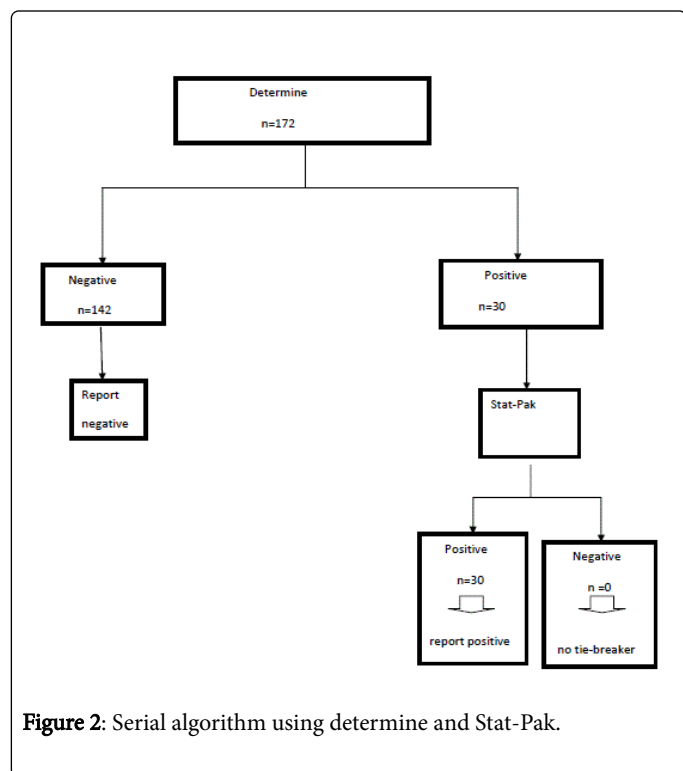 Determine
n=172
Negative
n=142
Positive
n=30
Report
negative
Stat-Pak
Positive
n=30
report positive
Negative
n =0
no tie-breaker
Figure 2: Serial algorithm using determine and Stat-Pak.